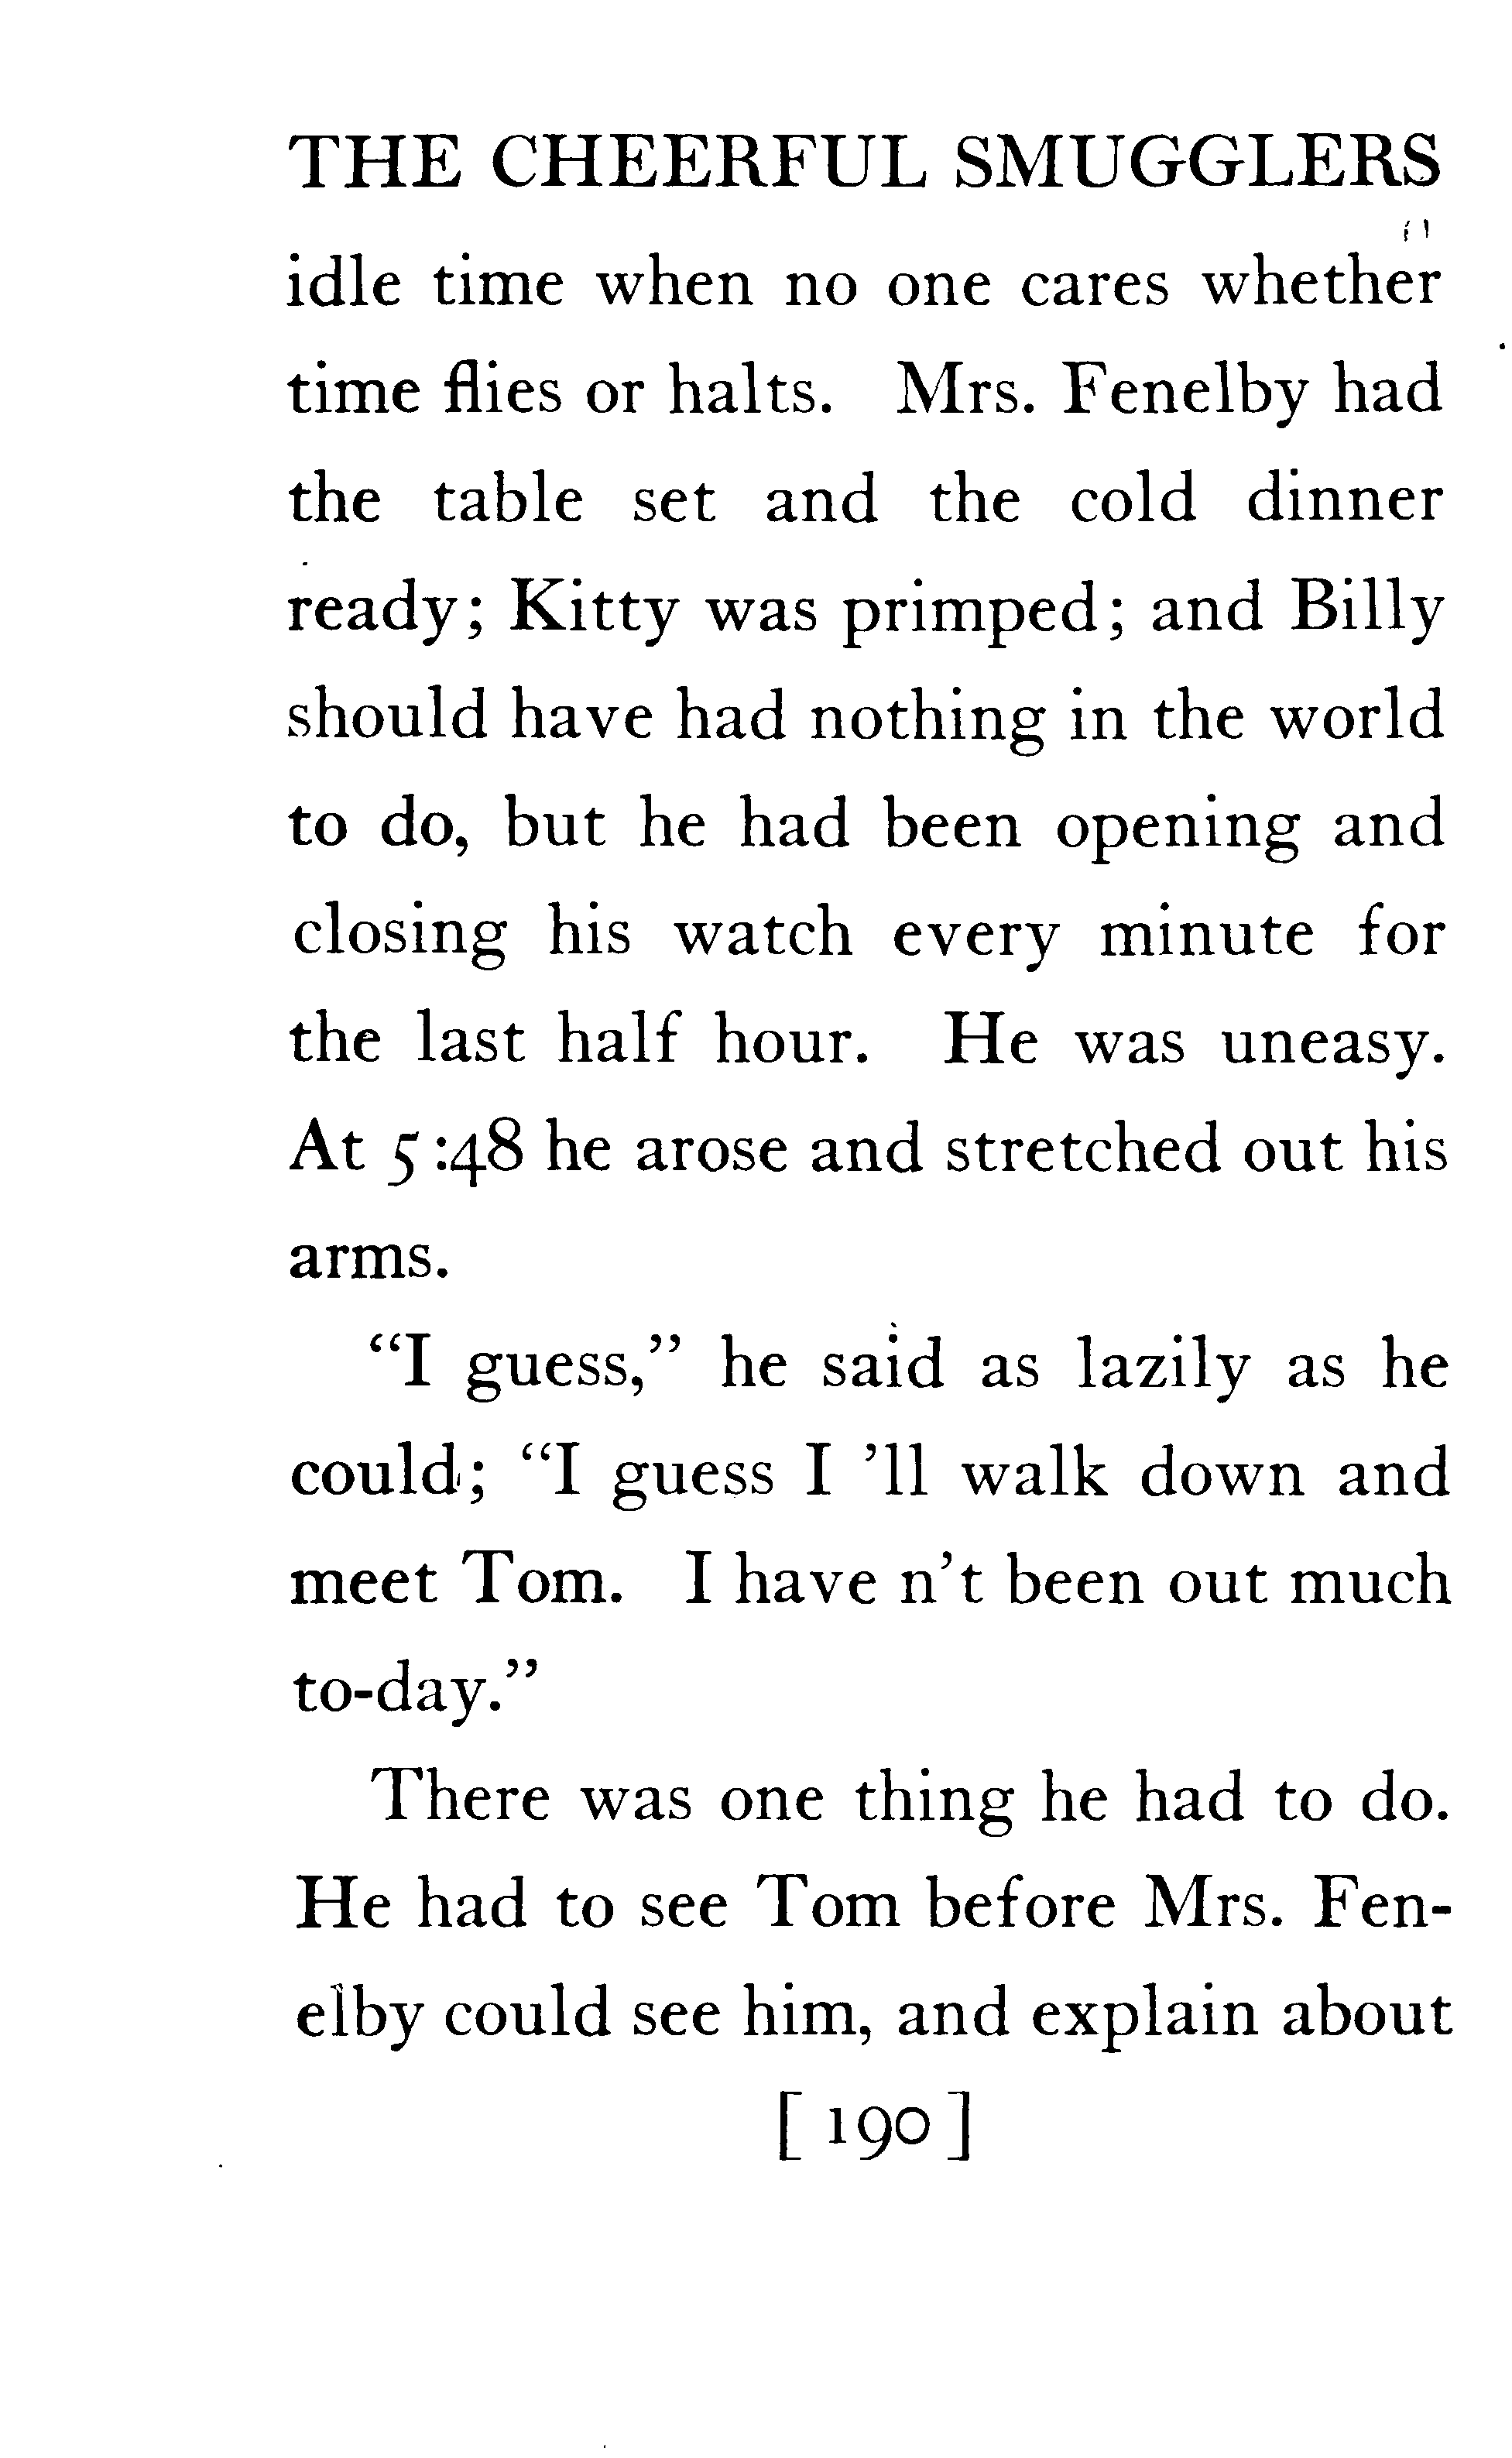 THE CHEERFUL SMUGGLERS
idle time when no one cares whether
time flies or halts. Mrs. Fenelby had
the table set and the cold dinner
ready; Kitty was primped; and Billy
should have had nothing in the world
to do, but he had been opening and
closing his watch every minute for
the last half hour. He was uneasy.
At 5:48 he arose and stretched out his
arms.
"I guess," he said as lazily as he
could; "I guess I 'll walk down and
meet Tom. I have n't been out much
to-day."
There was one thing he had to do.
He had to see Tom before Mrs. Fen-
elby could see him, and explain about
[ 190 ]